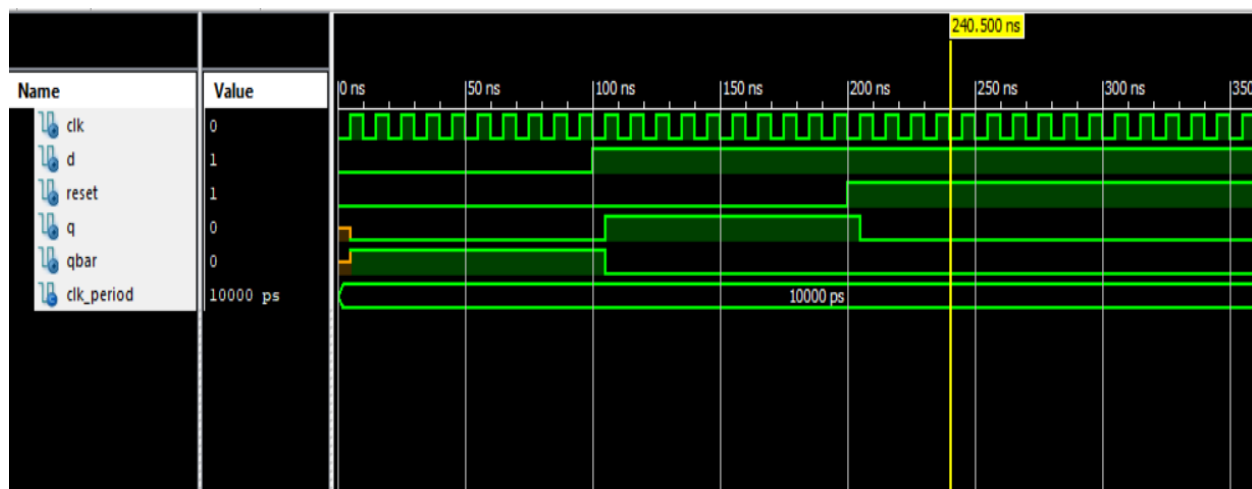 240.500 ns
Name Value 0 ns 50 ns 100 ns 150 ns 200 ns 250 ns 300 ns 350
clk 0
d 1
reset 1
q 0
qbar 0
clk_period 10000 ps 10000 ps